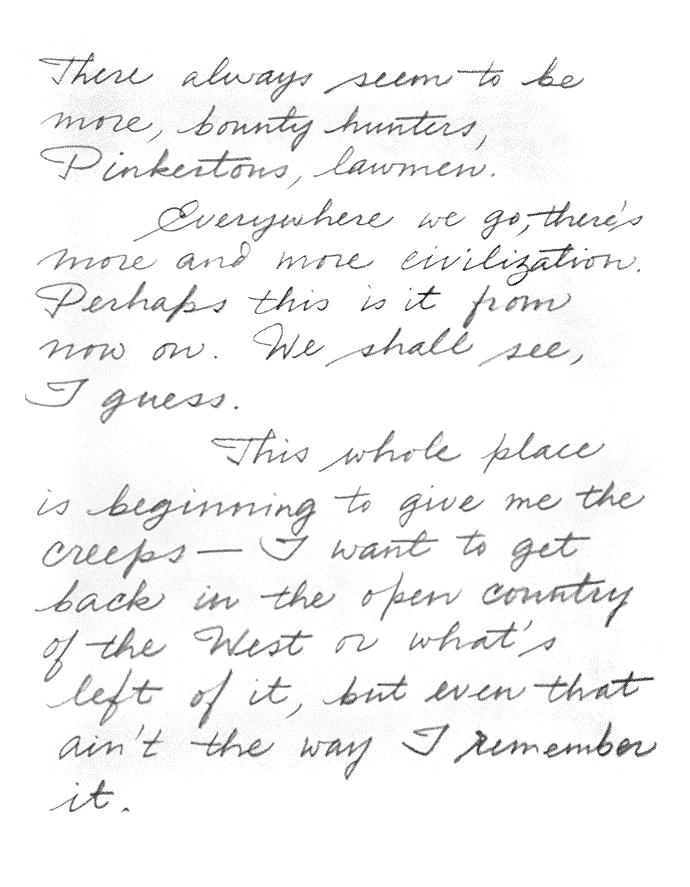 There always seem to be
more, bounty hunters,
Pinkertons, lawmen.
Everywhere we go, there's
more and more civilization.
Perhaps this is it from
now on. We shall see,
I guess.
This whole place
is beginning to give me the
creeps — I want to get
back in the open country
of the West or what's
left of it, but even that
ain't the way I remember
it.